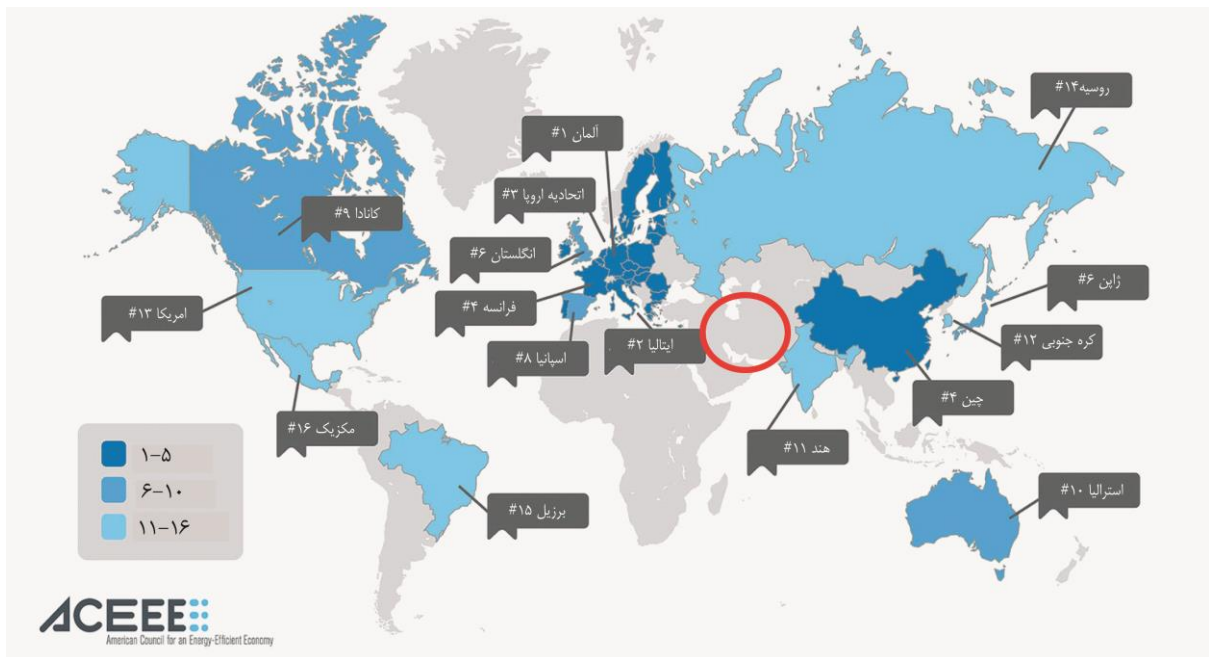 روسیه۱۴#
آلمان ۱#
اتحادیه اروپا ۳#
کانادا ۹#
انگلستان ۶#
ژاپن ۶#
فرانسه ۴#
امریکا ۱۳#
کره جنوبی ۱۲#
ایتالیا ۲#
اسپانیا ۸#
چین ۴#
مکزیک ۱۶#
هند ۱۱#
۱-۵
۶-۱۰
۱۱-۱۶
استرالیا ۱۰#
برزیل ۱۵#
ACEEE
American Council for an Energy-Efficient Economy